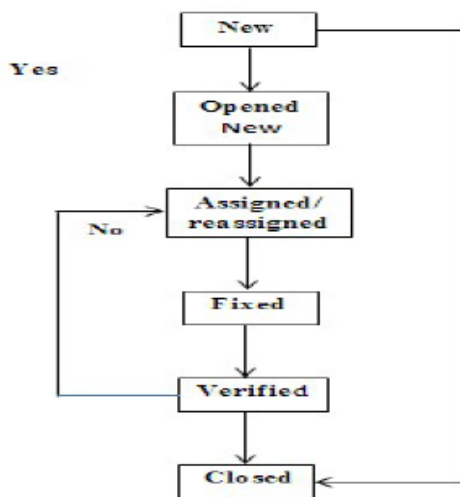 New
Yes
Opened
New
Assigned/
reassigned
No
Fixed
Verified
Closed